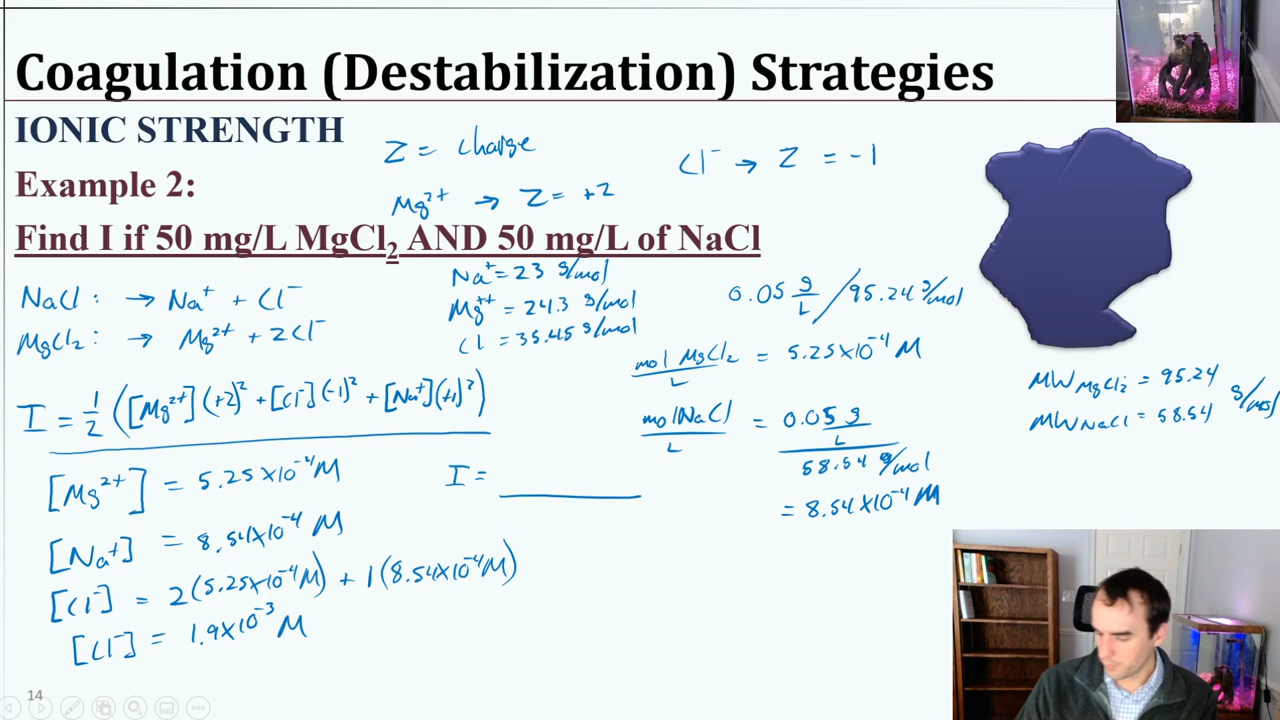 Coagulation (Destabilization) Strategies
IONIC STRENGTH
Z = charge
Cl⁻ → Z = -1
Example 2:
Mg²⁺ → Z = +2
Find I if 50 mg/L MgCl₂ AND 50 mg/L of NaCl
NaCl: → Na⁺ + Cl⁻
MgCl₂: → Mg²⁺ + 2Cl⁻
Na⁺ = 23 g/mol
Mg⁺⁺ = 24.3 g/mol
Cl = 35.45 g/mol
0.05 g/L / 95.24 g/mol
mol MgCl₂/L = 5.25×10⁻⁴ M
MW MgCl₂ = 95.24 g/mol
MW NaCl = 58.54
I = 1/2 ([Mg²⁺](+2)² + [Cl⁻](-1)² + [Na⁺](+1)²)
mol NaCl/L = 0.05 g/L / 58.54 g/mol
= 8.54×10⁻⁴ M
[Mg²⁺] = 5.25×10⁻⁴ M
I = ______
[Na⁺] = 8.54×10⁻⁴ M
[Cl⁻] = 2(5.25×10⁻⁴M) + 1(8.54×10⁻⁴M)
[Cl⁻] = 1.9×10⁻³ M
14